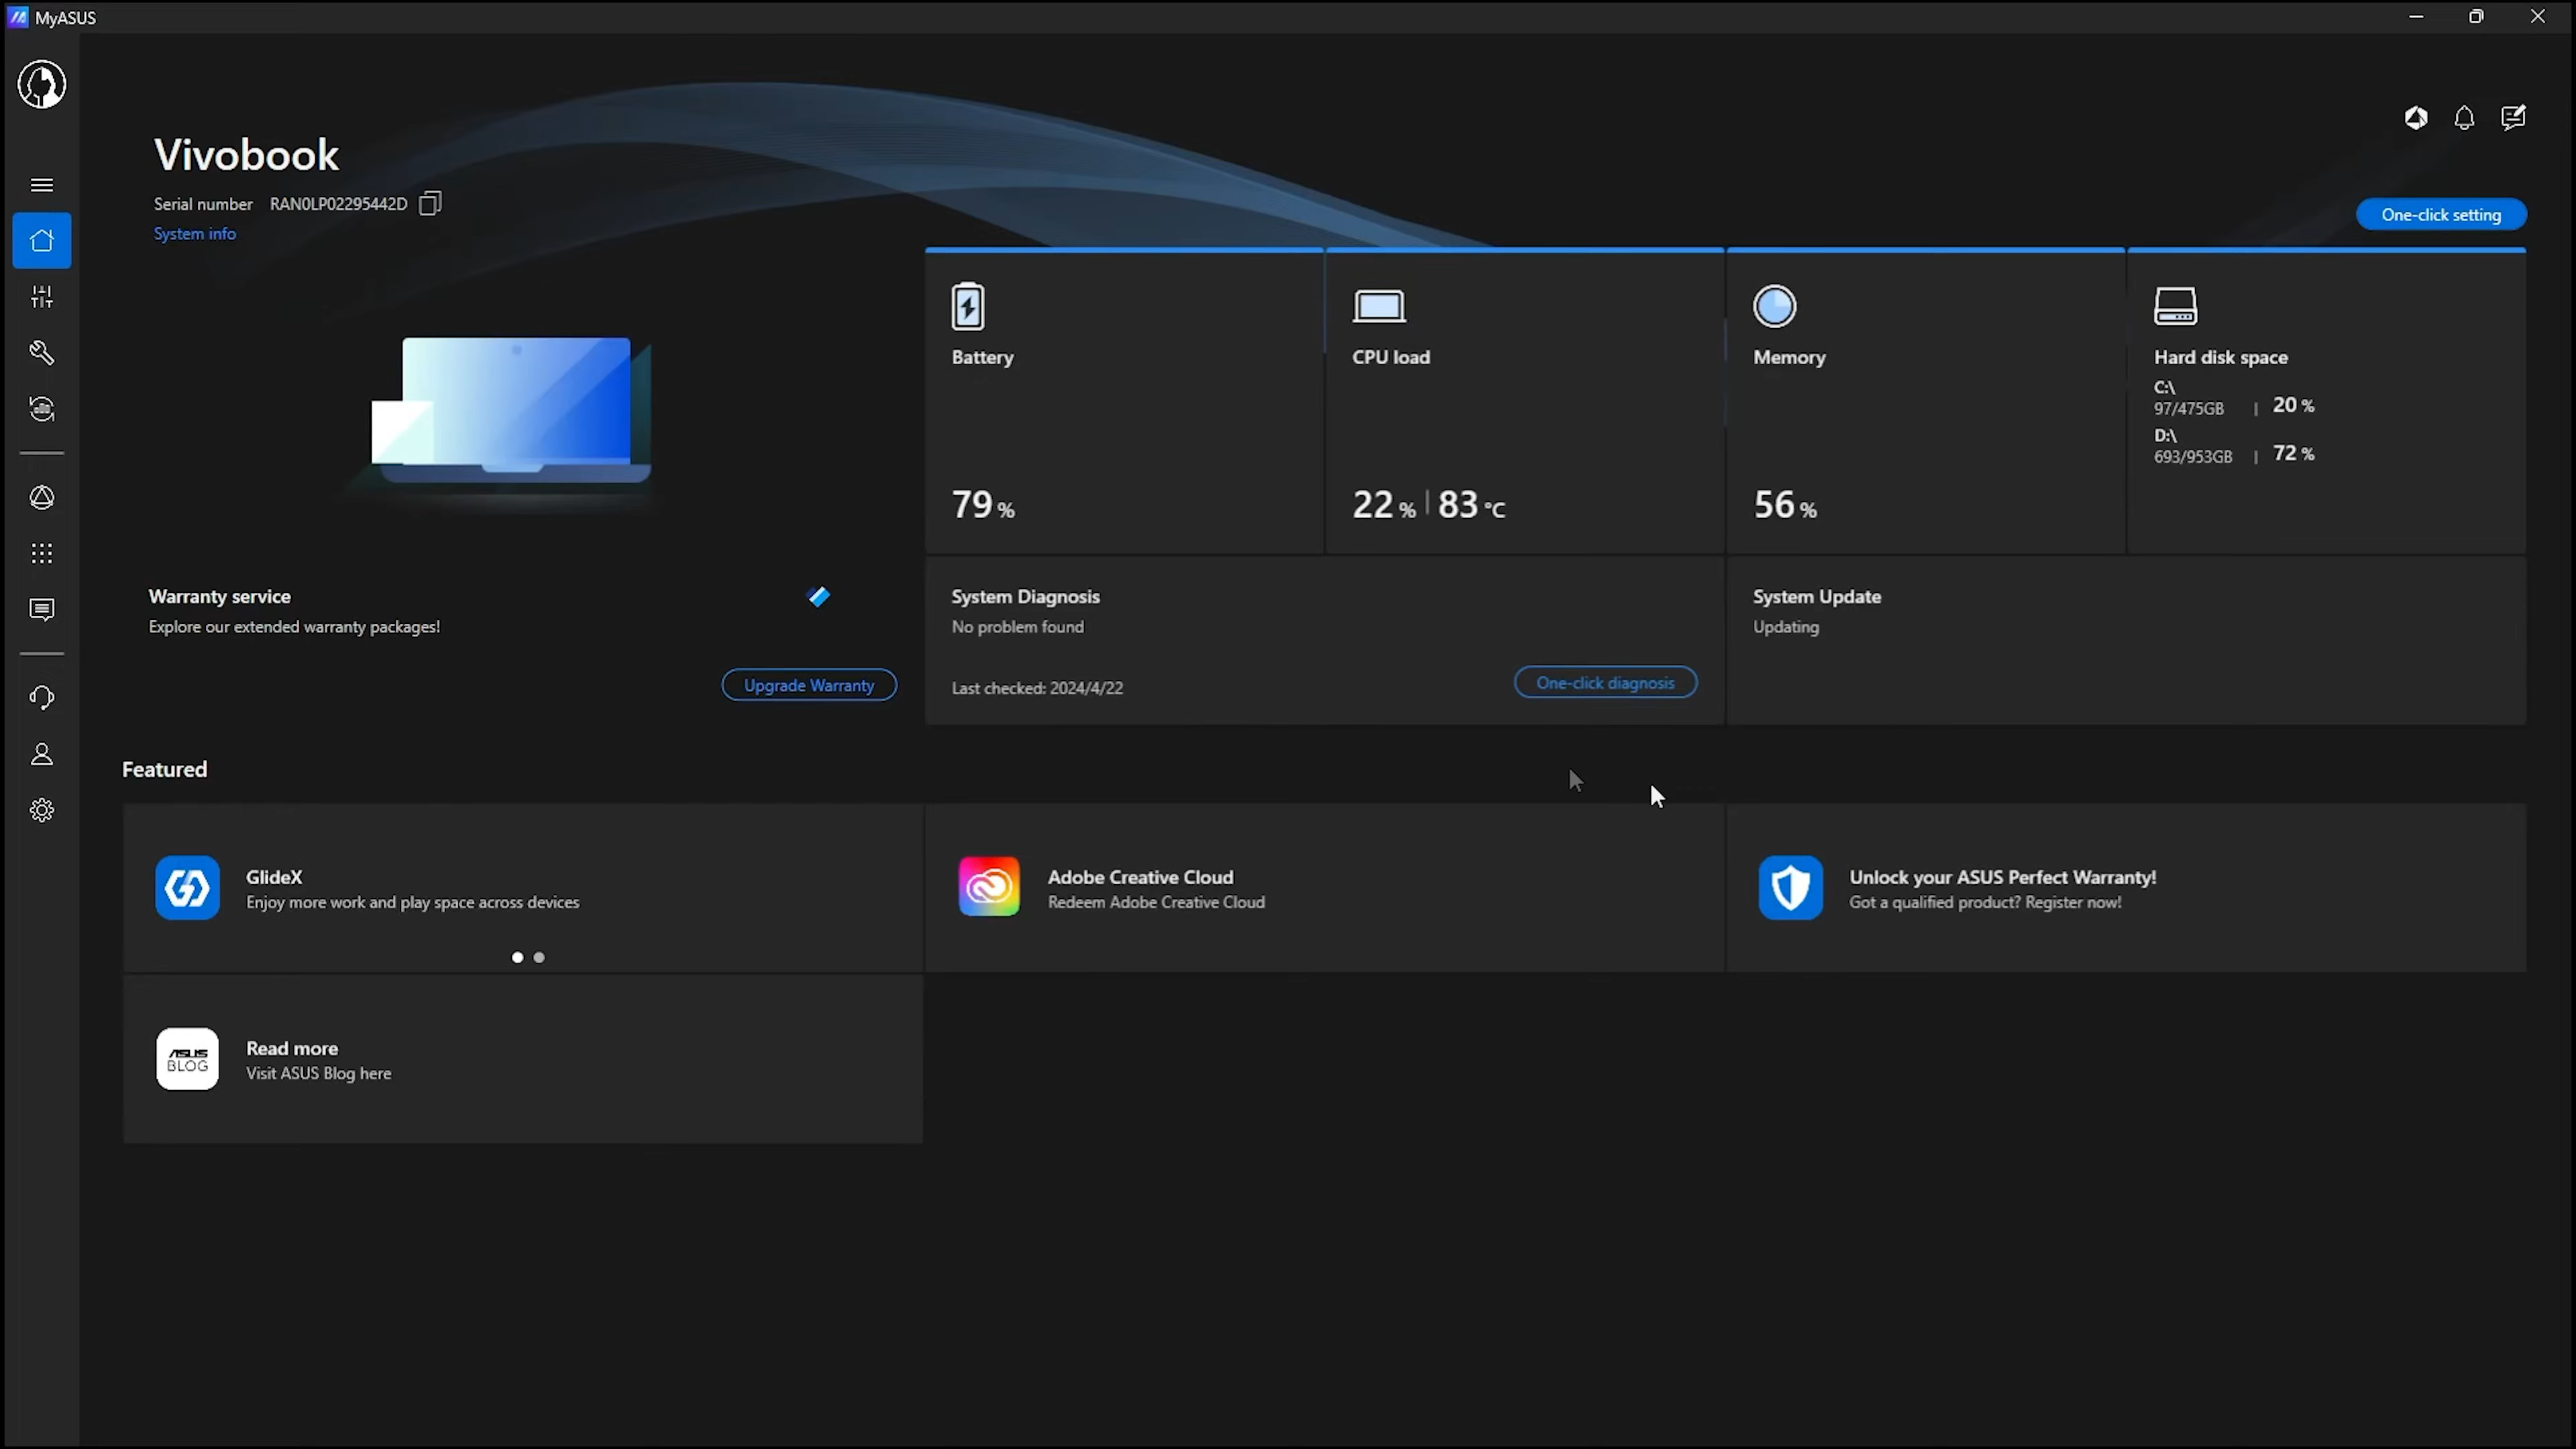 MyASUS
Vivobook
Serial number RAN0LP02295442D
System info
One-click setting
Battery
79 %
CPU load
22 % | 83 °C
Memory
56 %
Hard disk space
C:\
97/475GB | 20 %
D:\
693/953GB | 72 %
Warranty service
Explore our extended warranty packages!
Upgrade Warranty
System Diagnosis
No problem found
Last checked: 2024/4/22
One-click diagnosis
System Update
Updating
Featured
GlideX
Enjoy more work and play space across devices
Adobe Creative Cloud
Redeem Adobe Creative Cloud
Unlock your ASUS Perfect Warranty!
Got a qualified product? Register now!
ASUS
BLOG
Read more
Visit ASUS Blog here